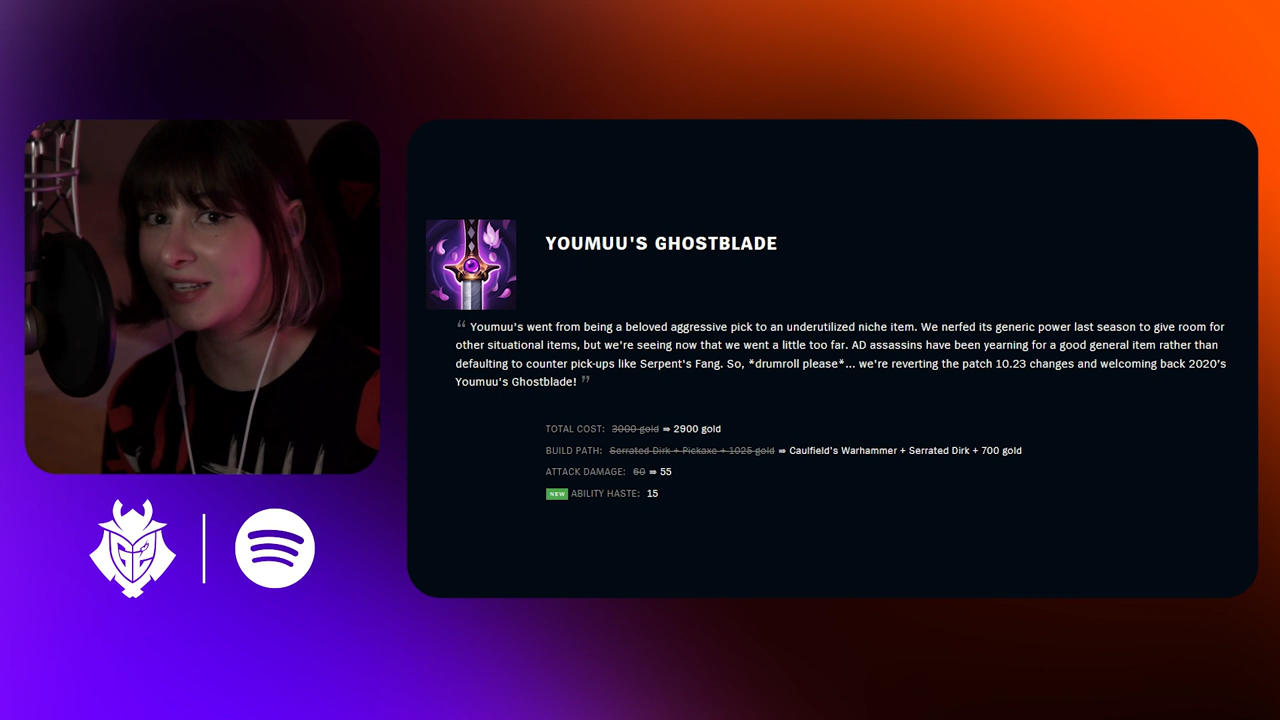 YOUMUU'S GHOSTBLADE
“ Youmuu's went from being a beloved aggressive pick to an underutilized niche item. We nerfed its generic power last season to give room for
other situational items, but we're seeing now that we went a little too far. AD assassins have been yearning for a good general item rather than
defaulting to counter pick-ups like Serpent's Fang. So, *drumroll please*... we're reverting the patch 10.23 changes and welcoming back 2020's
Youmuu's Ghostblade! ”
TOTAL COST: 3000 gold ⇒ 2900 gold
BUILD PATH: Serrated Dirk + Pickaxe + 1025 gold ⇒ Caulfield's Warhammer + Serrated Dirk + 700 gold
ATTACK DAMAGE: 60 ⇒ 55
NEW ABILITY HASTE: 15
G2